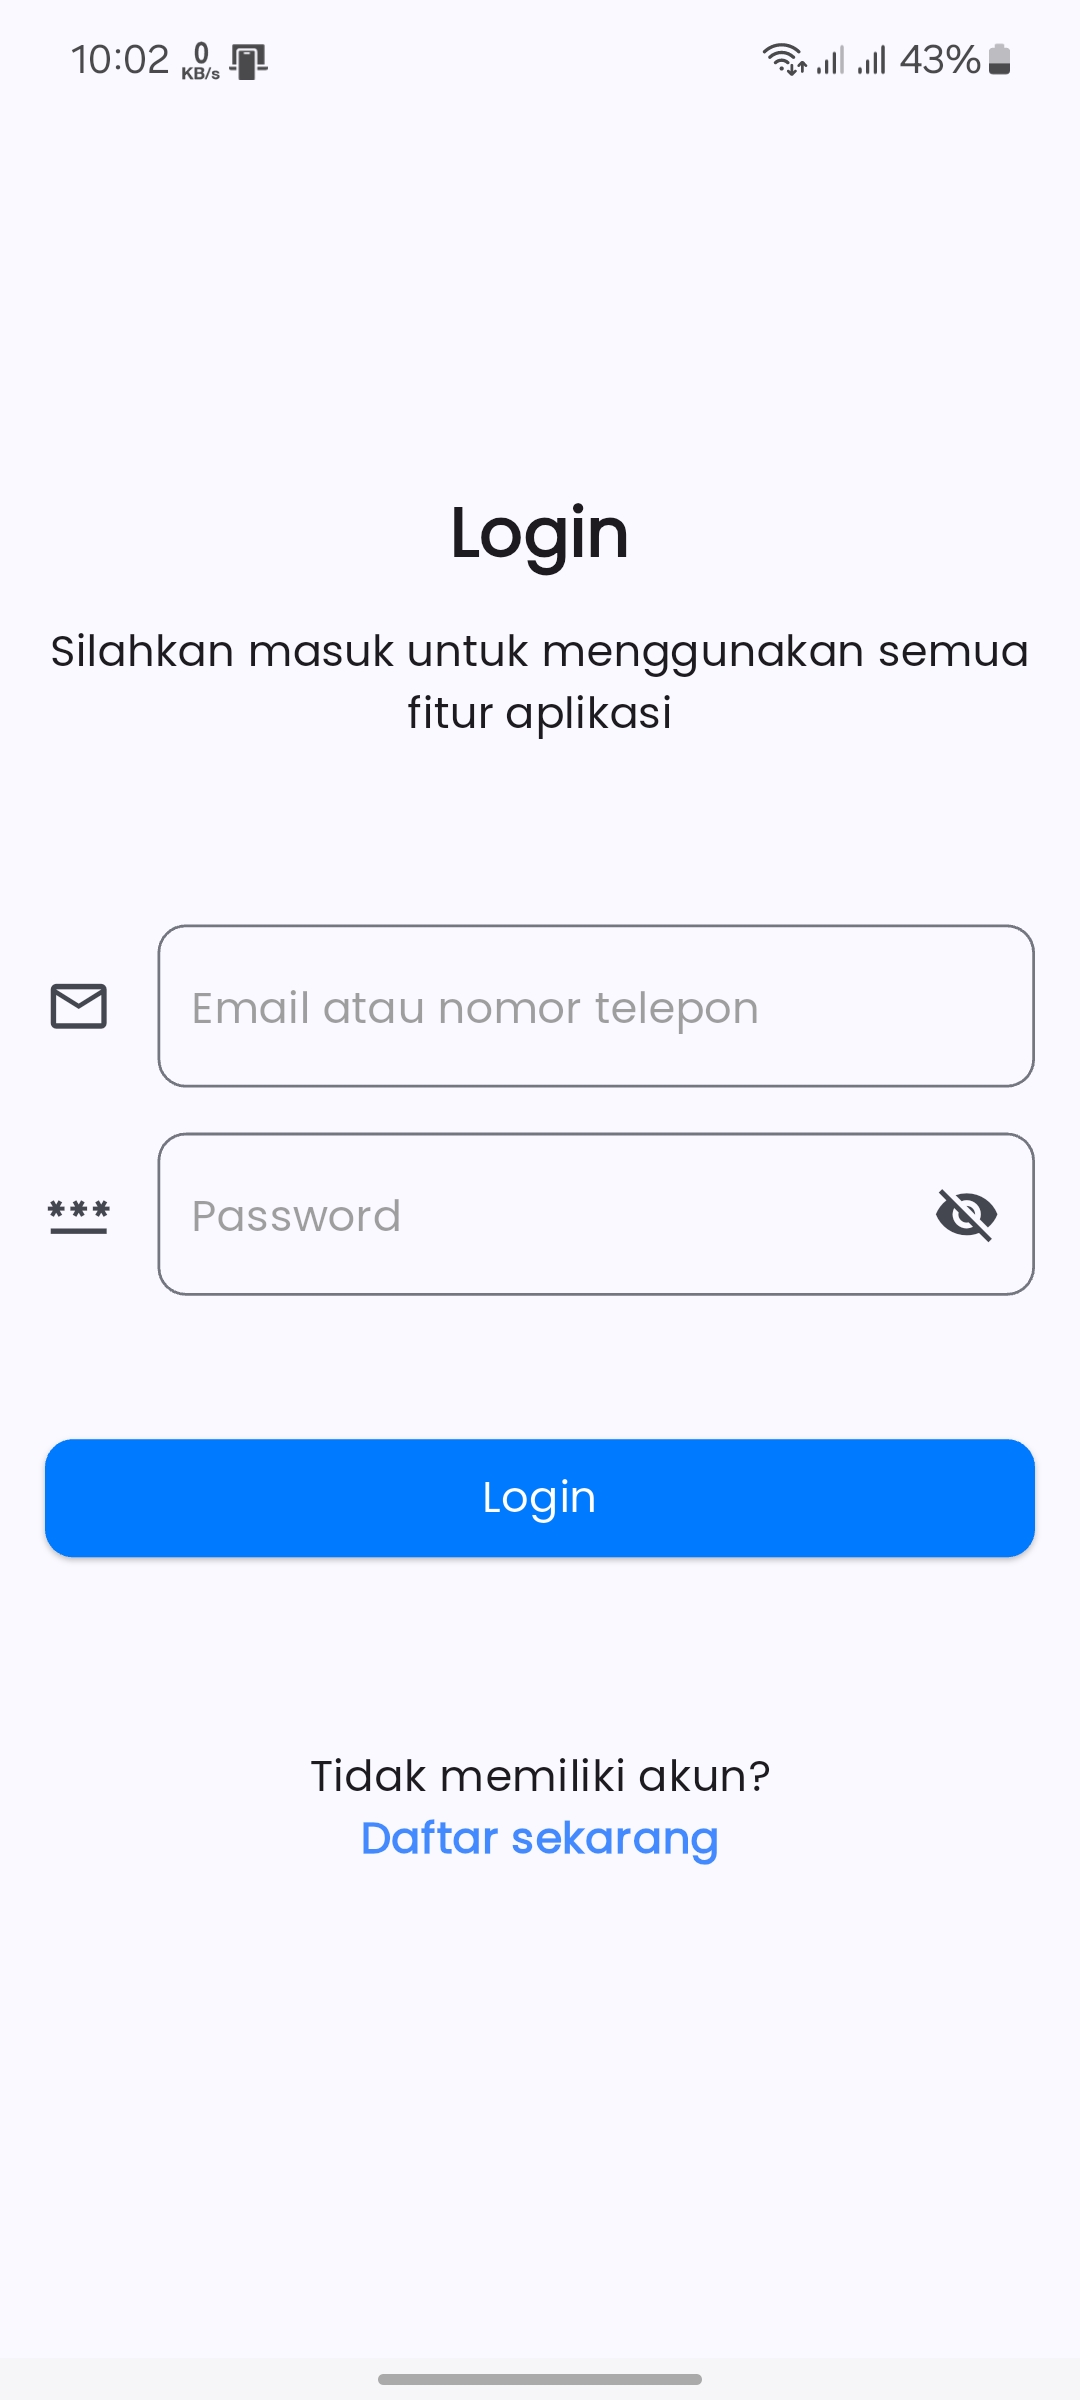 10:02 0 KB/s 43%
Login
Silahkan masuk untuk menggunakan semua
fitur aplikasi
Email atau nomor telepon
*** Password
Login
Tidak memiliki akun?
Daftar sekarang